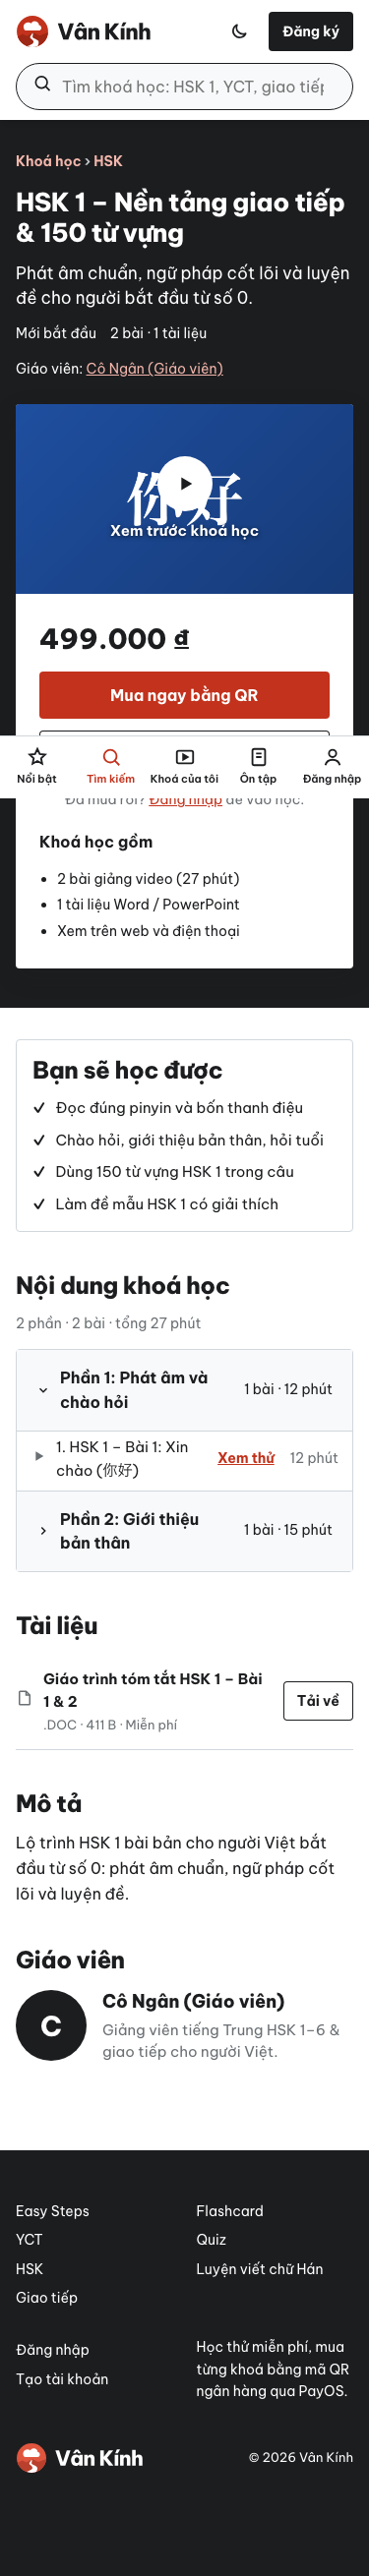 Vân Kính
Đăng ký
Tìm khoá học: HSK 1, YCT, giao tiếp
Khoá học › HSK
HSK 1 – Nền tảng giao tiếp
& 150 từ vựng
Phát âm chuẩn, ngữ pháp cốt lõi và luyện
đề cho người bắt đầu từ số 0.
Mới bắt đầu 2 bài · 1 tài liệu
Giáo viên: Cô Ngân (Giáo viên)
你好
Xem trước khoá học
499.000 ₫
Mua ngay bằng QR
Nổi bật
Tìm kiếm
Khoá của tôi
Ôn tập
Đăng nhập
Đã mua rồi? Đăng nhập để vào học.
Khoá học gồm
2 bài giảng video (27 phút)
1 tài liệu Word / PowerPoint
Xem trên web và điện thoại
Bạn sẽ học được
Đọc đúng pinyin và bốn thanh điệu
Chào hỏi, giới thiệu bản thân, hỏi tuổi
Dùng 150 từ vựng HSK 1 trong câu
Làm đề mẫu HSK 1 có giải thích
Nội dung khoá học
2 phần · 2 bài · tổng 27 phút
Phần 1: Phát âm và
chào hỏi
1 bài · 12 phút
1. HSK 1 – Bài 1: Xin
chào (你好)
Xem thử
12 phút
Phần 2: Giới thiệu
bản thân
1 bài · 15 phút
Tài liệu
Giáo trình tóm tắt HSK 1 – Bài
1 & 2
.DOC · 411 B · Miễn phí
Tải về
Mô tả
Lộ trình HSK 1 bài bản cho người Việt bắt
đầu từ số 0: phát âm chuẩn, ngữ pháp cốt
lõi và luyện đề.
Giáo viên
C
Cô Ngân (Giáo viên)
Giảng viên tiếng Trung HSK 1–6 &
giao tiếp cho người Việt.
Easy Steps
YCT
HSK
Giao tiếp
Flashcard
Quiz
Luyện viết chữ Hán
Đăng nhập
Tạo tài khoản
Học thử miễn phí, mua
từng khoá bằng mã QR
ngân hàng qua PayOS.
Vân Kính
© 2026 Vân Kính